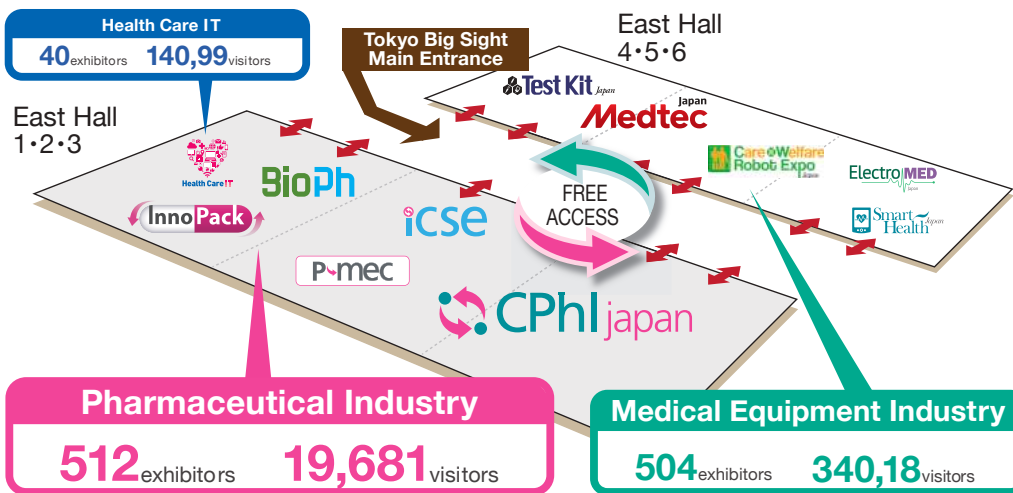 Health Care IT
40exhibitors 140,99visitors
Tokyo Big Sight
Main Entrance
East Hall
4・5・6
East Hall
1・2・3
Test Kit Japan
Medtec Japan
Care&Welfare
Robot Expo
Japan
ElectroMED
Japan
Smart
Health Japan
Health Care IT
BioPh
InnoPack
icse
P-mec
FREE
ACCESS
CPhI japan
Pharmaceutical Industry
512exhibitors 19,681visitors
Medical Equipment Industry
504exhibitors 340,18visitors